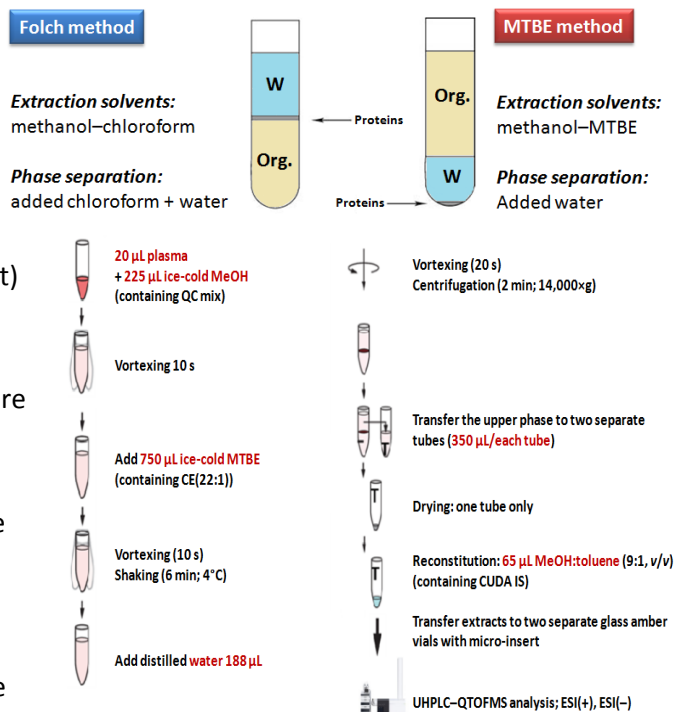 Folch method
MTBE method
Extraction solvents:
methanol–chloroform
Phase separation:
added chloroform + water
W
Org.
Proteins
Org.
W
Proteins
Extraction solvents:
methanol–MTBE
Phase separation:
Added water
t)
re
e
e
20 µL plasma
+ 225 µL ice-cold MeOH
(containing QC mix)
Vortexing 10 s
Add 750 µL ice-cold MTBE
(containing CE(22:1))
Vortexing (10 s)
Shaking (6 min; 4°C)
Add distilled water 188 µL
Vortexing (20 s)
Centrifugation (2 min; 14,000×g)
Transfer the upper phase to two separate
tubes (350 µL/each tube)
T
Drying: one tube only
T
Reconstitution: 65 µL MeOH:toluene (9:1, v/v)
(containing CUDA IS)
T
Transfer extracts to two separate glass amber
vials with micro-insert
UHPLC–QTOFMS analysis; ESI(+), ESI(–)